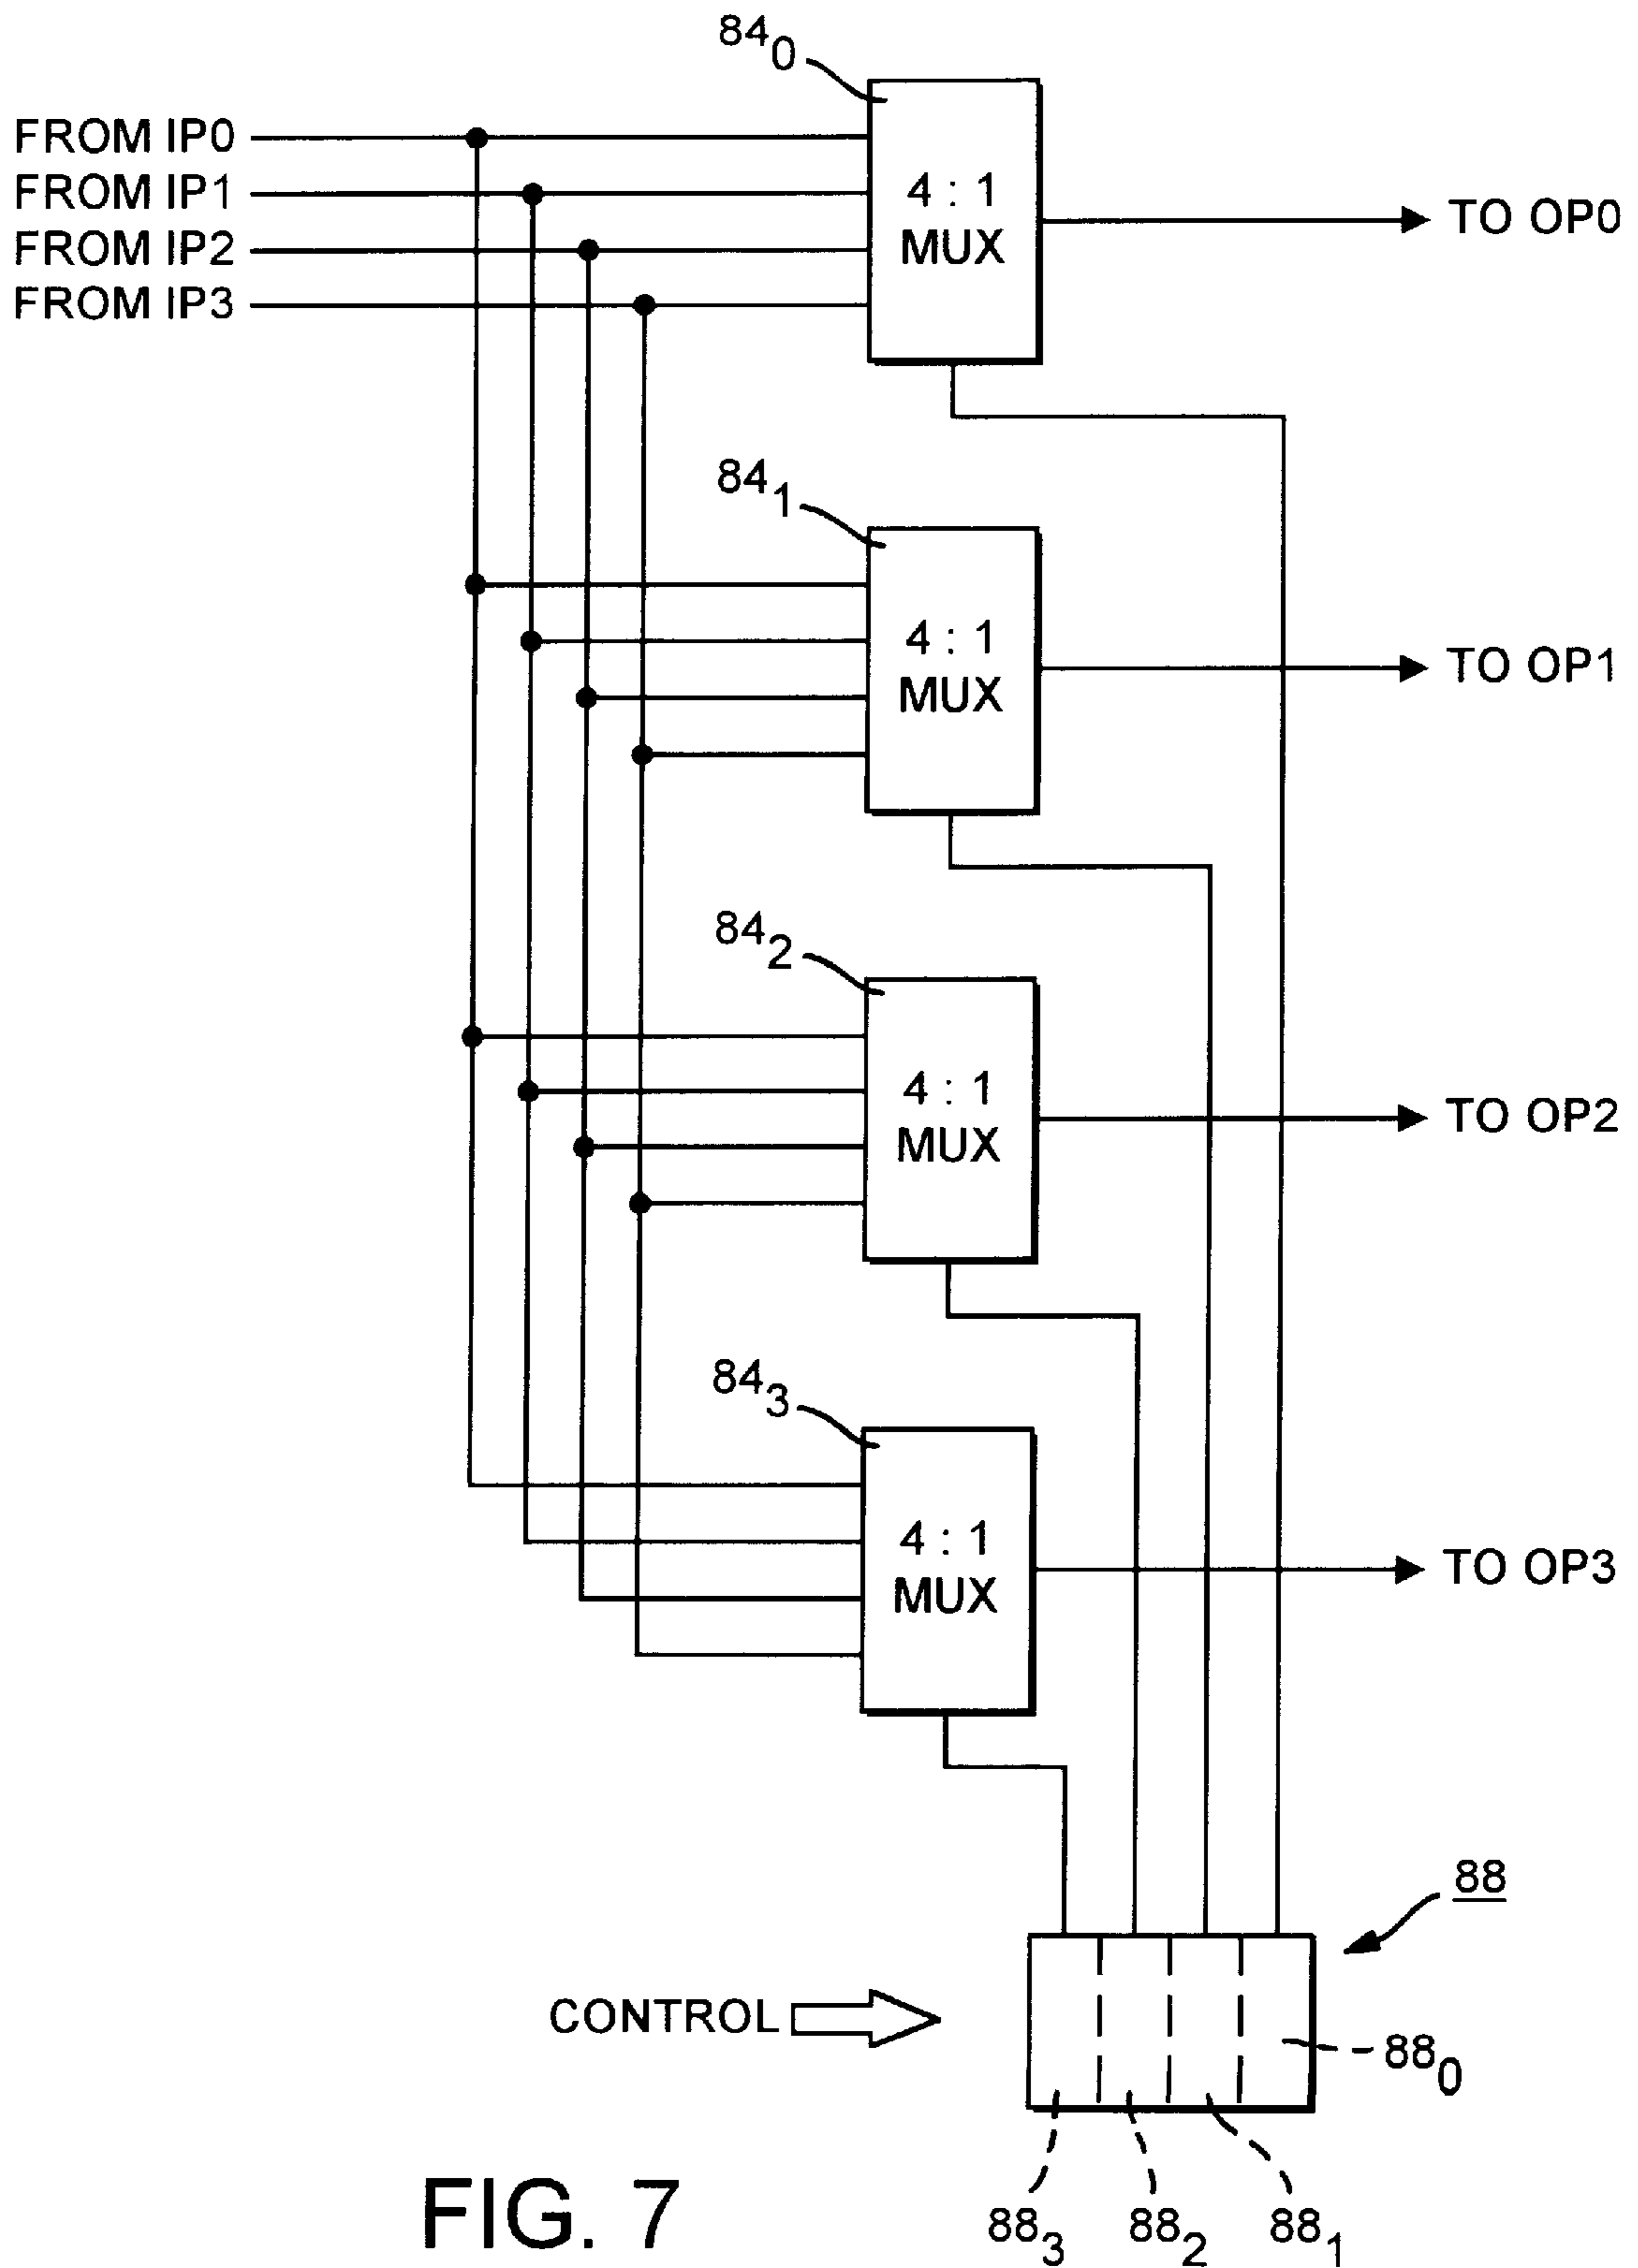 84₀
FROM IP0
FROM IP1
FROM IP2
FROM IP3
4 : 1
MUX
TO OP0
84₁
4 : 1
MUX
TO OP1
84₂
4 : 1
MUX
TO OP2
84₃
4 : 1
MUX
TO OP3
88
CONTROL
88₀
88₃ 88₂ 88₁
FIG. 7